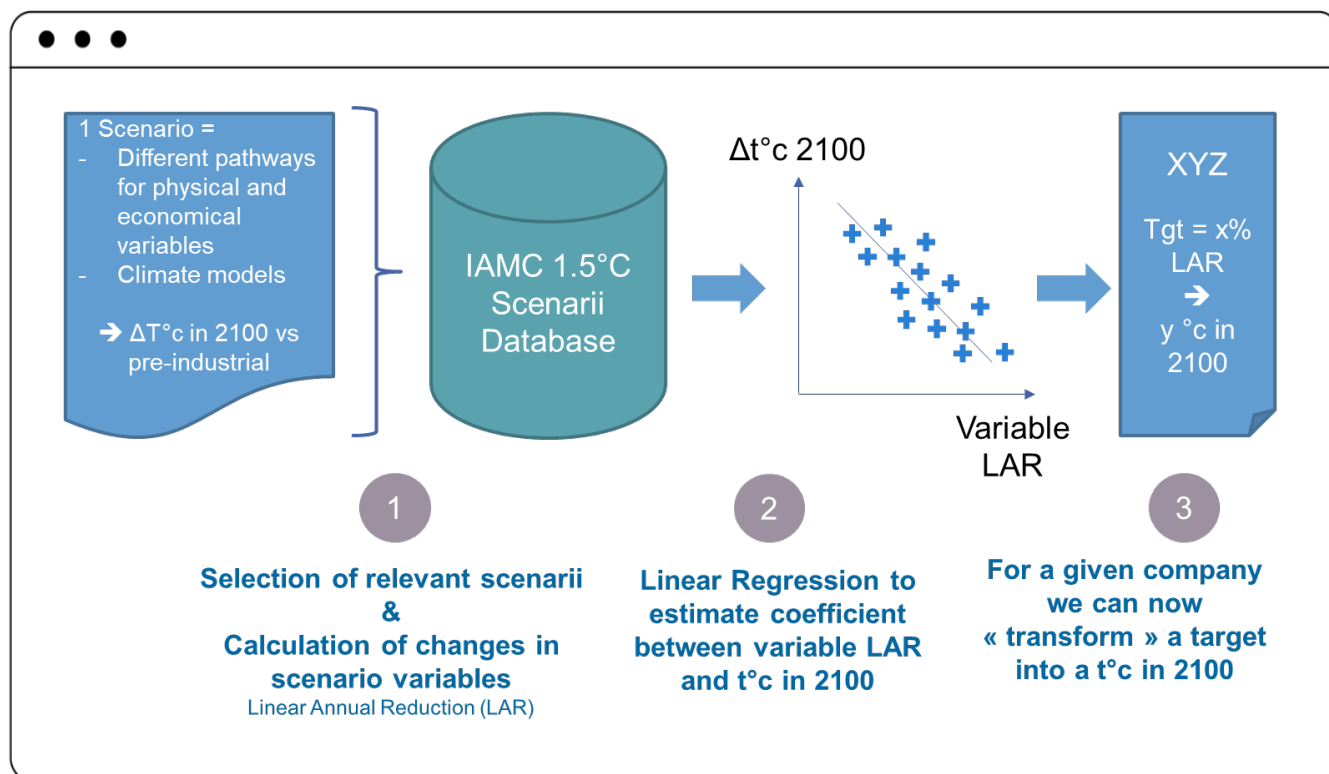 1 Scenario =
- Different pathways
for physical and
economical
variables
- Climate models
➔ ΔT°c in 2100 vs
pre-industrial
IAMC 1.5°C
Scenarii
Database
Δt°c 2100
Variable
LAR
XYZ
Tgt = x%
LAR
➔
y °c in
2100
1
Selection of relevant scenarii
&
Calculation of changes in
scenario variables
Linear Annual Reduction (LAR)
2
Linear Regression to
estimate coefficient
between variable LAR
and t°c in 2100
3
For a given company
we can now
« transform » a target
into a t°c in 2100